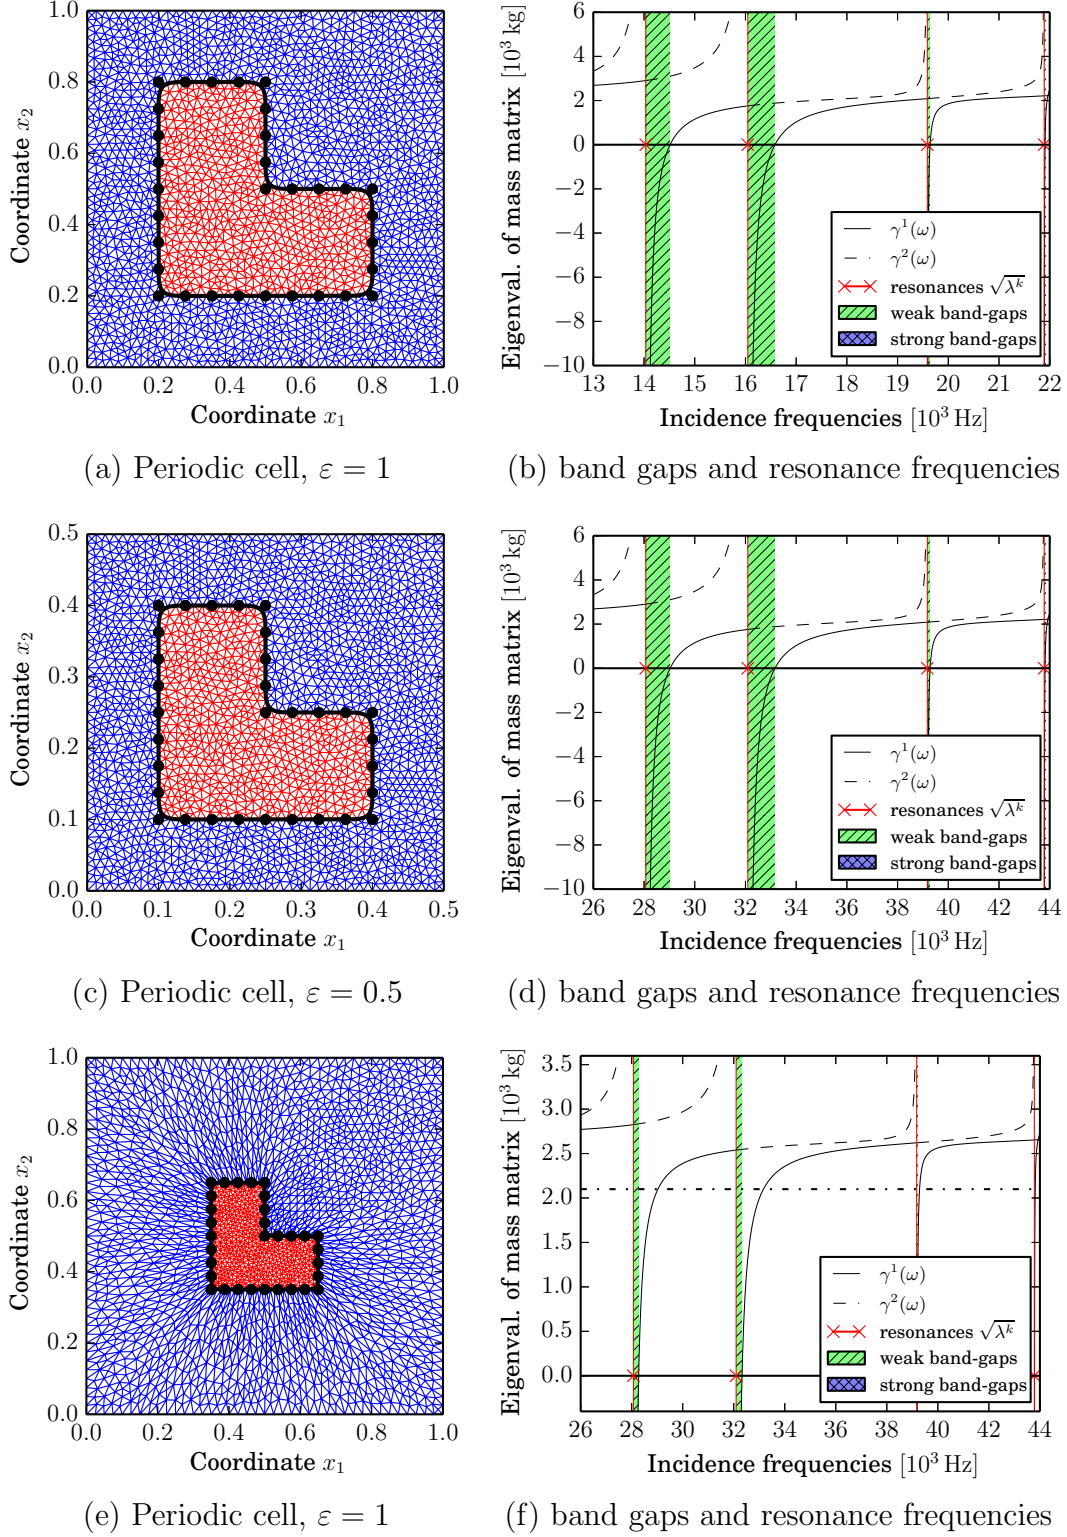 1.0
0.8
0.6
0.4
0.2
0.0
Coordinate x₂
0.0 0.2 0.4 0.6 0.8 1.0
Coordinate x₁
(a) Periodic cell, ε = 1
6
4
2
0
−2
−4
−6
−8
−10
Eigenval. of mass matrix [10³ kg]
γ¹(ω)
γ²(ω)
resonances √λᵏ
weak band-gaps
strong band-gaps
13 14 15 16 17 18 19 20 21 22
Incidence frequencies [10³ Hz]
(b) band gaps and resonance frequencies
0.5
0.4
0.3
0.2
0.1
0.0
Coordinate x₂
0.0 0.1 0.2 0.3 0.4 0.5
Coordinate x₁
(c) Periodic cell, ε = 0.5
6
4
2
0
−2
−4
−6
−8
−10
Eigenval. of mass matrix [10³ kg]
γ¹(ω)
γ²(ω)
resonances √λᵏ
weak band-gaps
strong band-gaps
26 28 30 32 34 36 38 40 42 44
Incidence frequencies [10³ Hz]
(d) band gaps and resonance frequencies
1.0
0.8
0.6
0.4
0.2
0.0
Coordinate x₂
0.0 0.2 0.4 0.6 0.8 1.0
Coordinate x₁
(e) Periodic cell, ε = 1
3.5
3.0
2.5
2.0
1.5
1.0
0.5
0.0
Eigenval. of mass matrix [10³ kg]
γ¹(ω)
γ²(ω)
resonances √λᵏ
weak band-gaps
strong band-gaps
26 28 30 32 34 36 38 40 42 44
Incidence frequencies [10³ Hz]
(f) band gaps and resonance frequencies